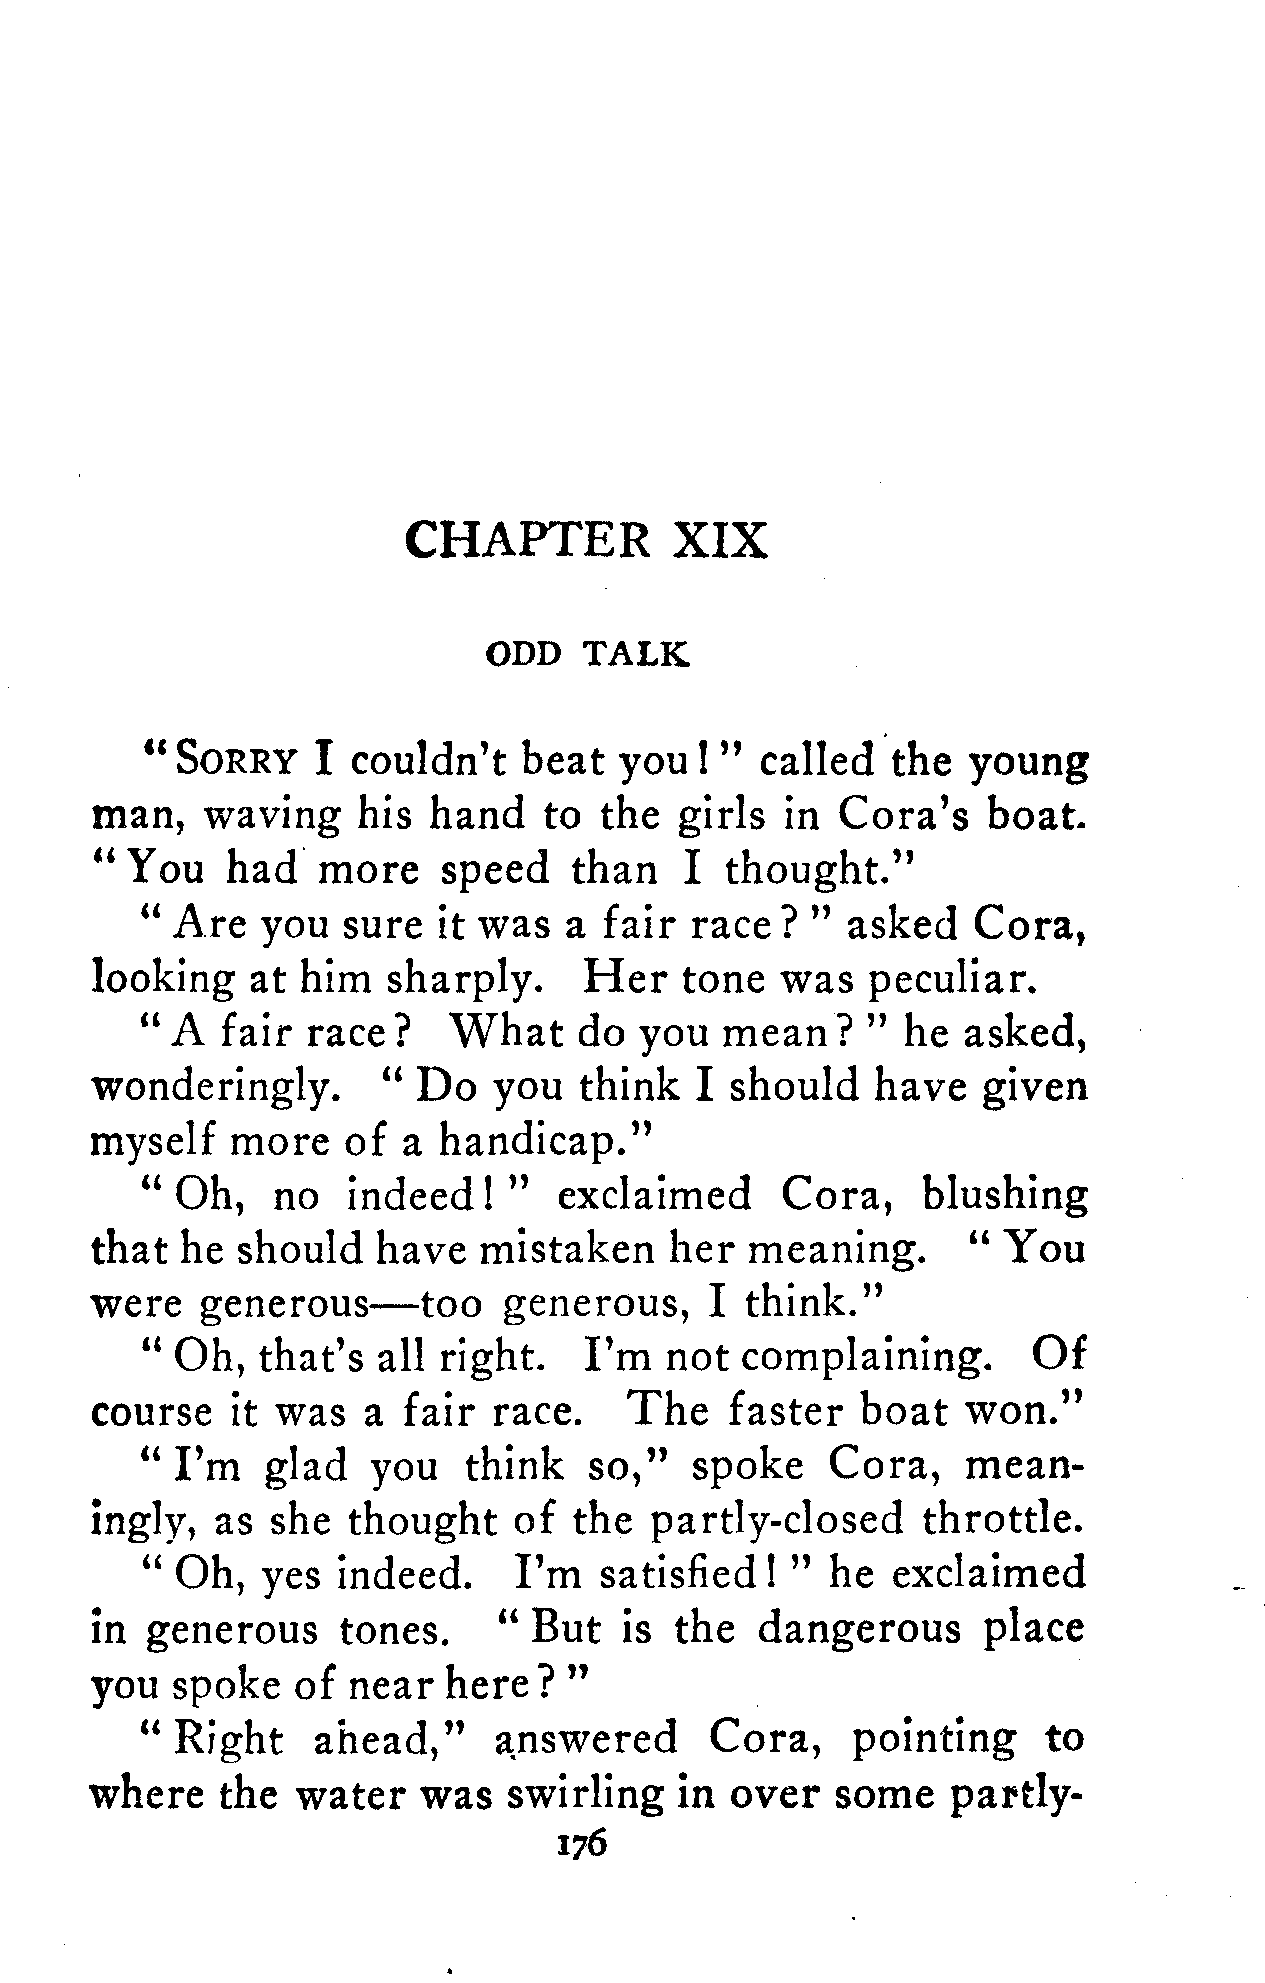 CHAPTER XIX
ODD TALK
“Sorry I couldn't beat you!” called the young
man, waving his hand to the girls in Cora's boat.
“You had more speed than I thought.”
“Are you sure it was a fair race?” asked Cora,
looking at him sharply. Her tone was peculiar.
“A fair race? What do you mean?” he asked,
wonderingly. “Do you think I should have given
myself more of a handicap.”
“Oh, no indeed!” exclaimed Cora, blushing
that he should have mistaken her meaning. “You
were generous—too generous, I think.”
“Oh, that's all right. I'm not complaining. Of
course it was a fair race. The faster boat won.”
“I'm glad you think so,” spoke Cora, mean-
ingly, as she thought of the partly-closed throttle.
“Oh, yes indeed. I'm satisfied!” he exclaimed
in generous tones. “But is the dangerous place
you spoke of near here?”
“Right ahead,” answered Cora, pointing to
where the water was swirling in over some partly-
176